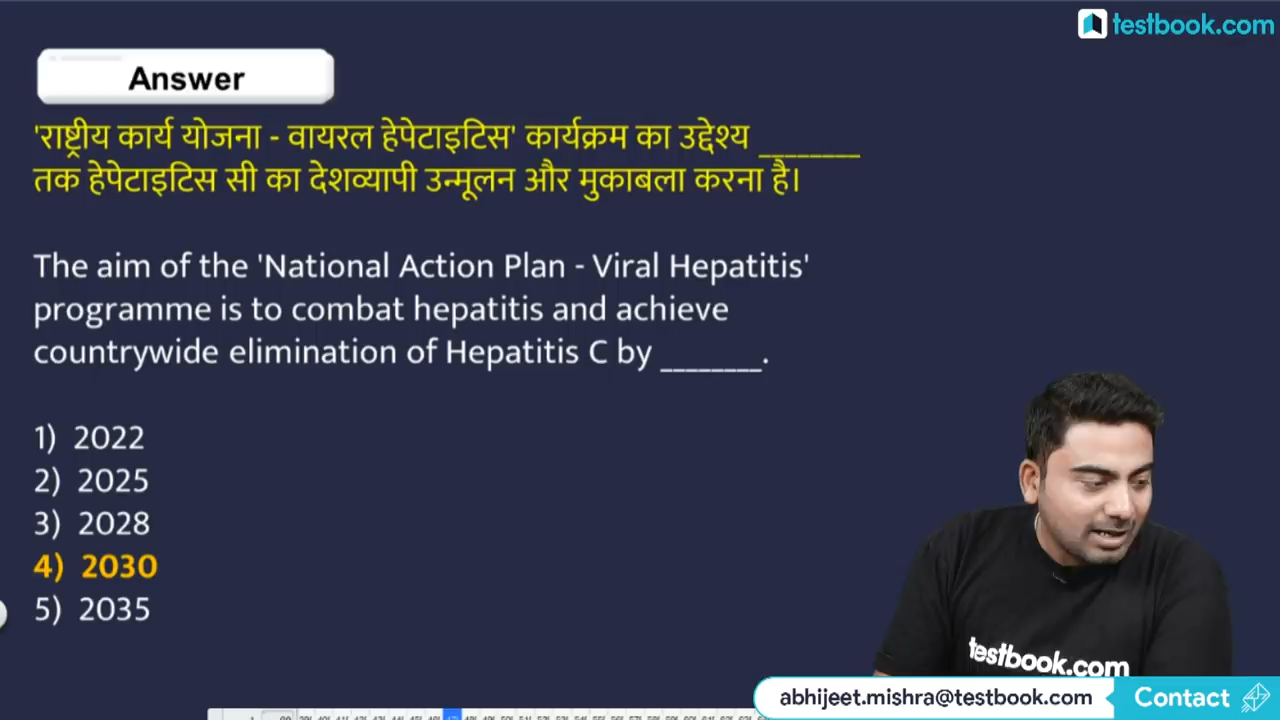 testbook.com
Answer
'राष्ट्रीय कार्य योजना - वायरल हेपेटाइटिस' कार्यक्रम का उद्देश्य ________
तक हेपेटाइटिस सी का देशव्यापी उन्मूलन और मुकाबला करना है।
The aim of the 'National Action Plan - Viral Hepatitis'
programme is to combat hepatitis and achieve
countrywide elimination of Hepatitis C by _______.
1) 2022
2) 2025
3) 2028
4) 2030
5) 2035
testbook.com
abhijeet.mishra@testbook.com Contact